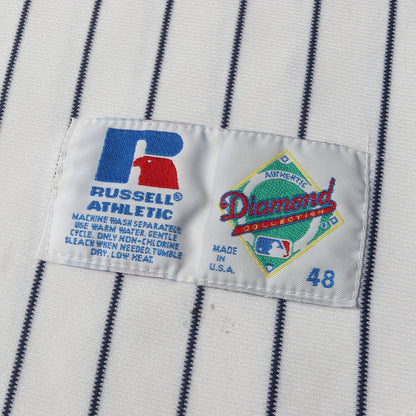 R
RUSSELL®
ATHLETIC
MACHINE WASH SEPARATELY.
USE WARM WATER, GENTLE
CYCLE. ONLY NON-CHLORINE
BLEACH WHEN NEEDED. TUMBLE
DRY, LOW HEAT.
AUTHENTIC
Diamond
COLLECTION
MADE IN
U.S.A.
48